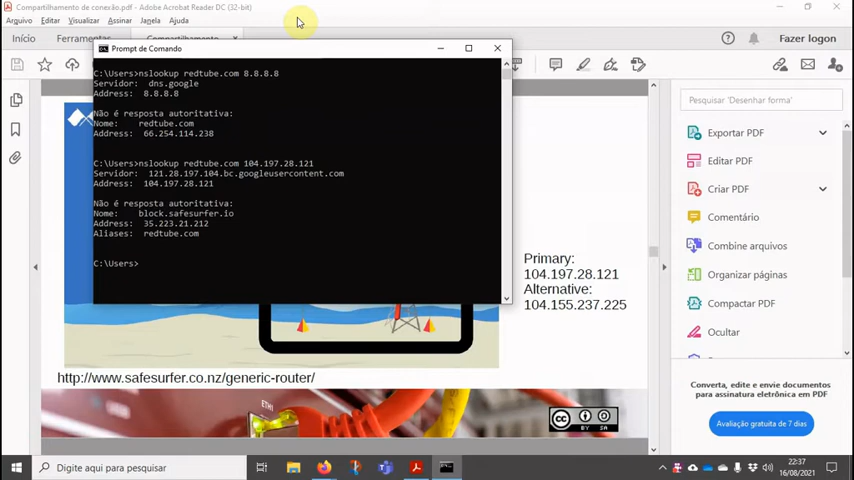 Compartilhamento de conexão.pdf - Adobe Acrobat Reader DC (32-bit)
Arquivo Editar Visualizar Assinar Janela Ajuda
Início Ferramentas Compartilhamento
Fazer logon
Prompt de Comando
C:\Users>nslookup redtube.com 8.8.8.8
Servidor: dns.google
Address: 8.8.8.8
Não é resposta autoritativa:
Nome: redtube.com
Address: 66.254.114.238
C:\Users>nslookup redtube.com 104.197.28.121
Servidor: 121.28.197.104.bc.googleusercontent.com
Address: 104.197.28.121
Não é resposta autoritativa:
Nome: block.safesurfer.io
Address: 35.223.21.212
Aliases: redtube.com
C:\Users>
Primary:
104.197.28.121
Alternative:
104.155.237.225
http://www.safesurfer.co.nz/generic-router/
ETHI
CC BY SA
Pesquisar 'Desenhar forma'
Exportar PDF
Editar PDF
Criar PDF
Comentário
Combine arquivos
Organizar páginas
Compactar PDF
Ocultar
Converta, edite e envie documentos
para assinatura eletrônica em PDF
Avaliação gratuita de 7 dias
Digite aqui para pesquisar
22:37
16/08/2021